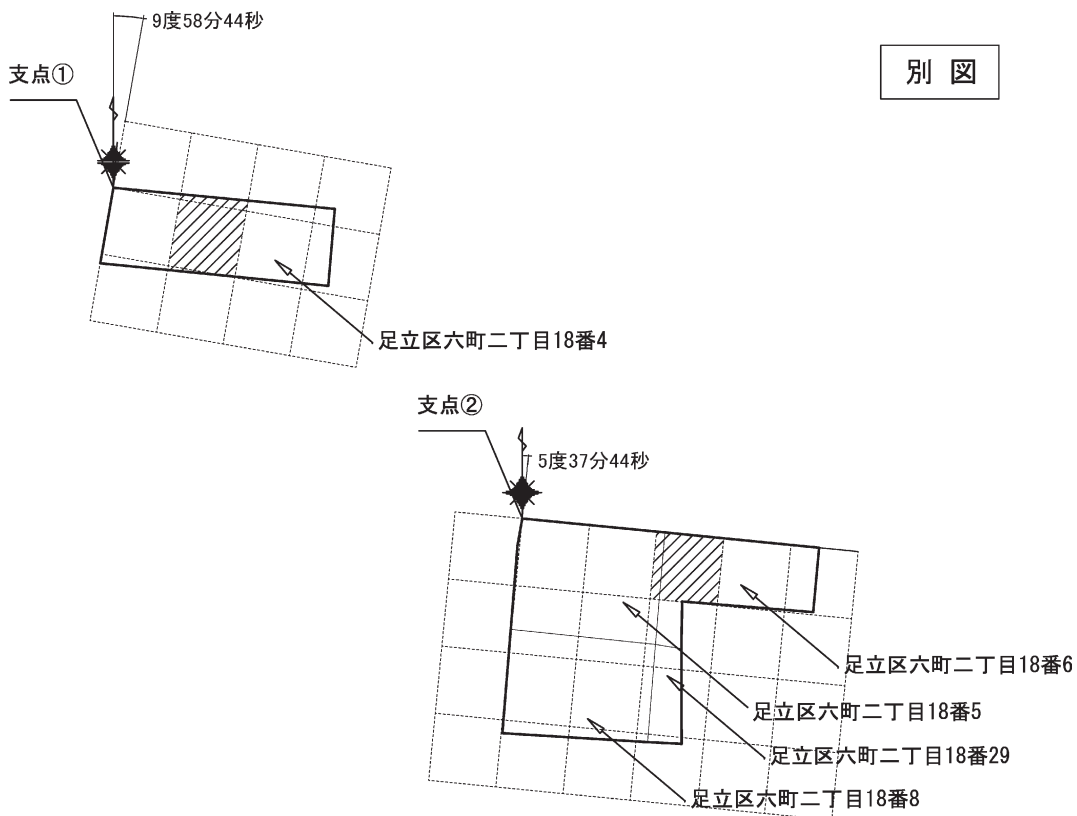 9度58分44秒
支点①
別図
足立区六町二丁目18番4
支点②
5度37分44秒
足立区六町二丁目18番6
足立区六町二丁目18番5
足立区六町二丁目18番29
足立区六町二丁目18番8